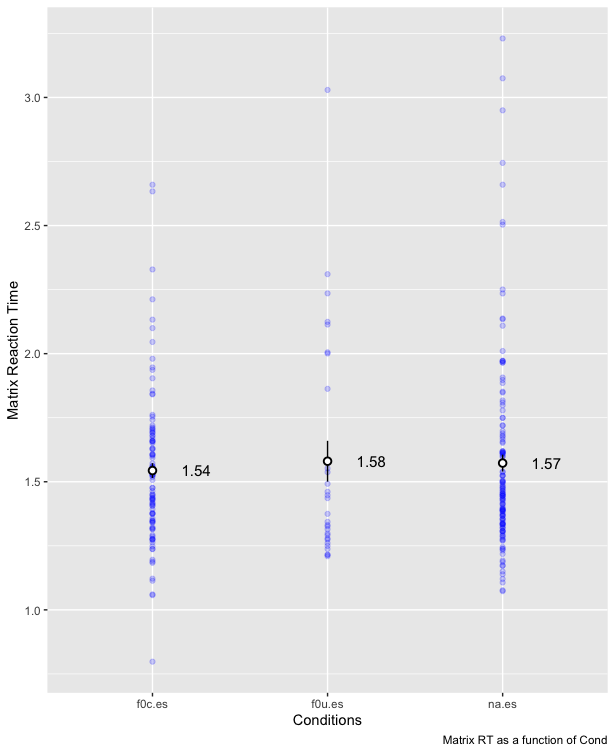 Matrix Reaction Time
3.0
2.5
2.0
1.5
1.0
1.54
1.58
1.57
f0c.es
f0u.es
na.es
Conditions
Matrix RT as a function of Cond